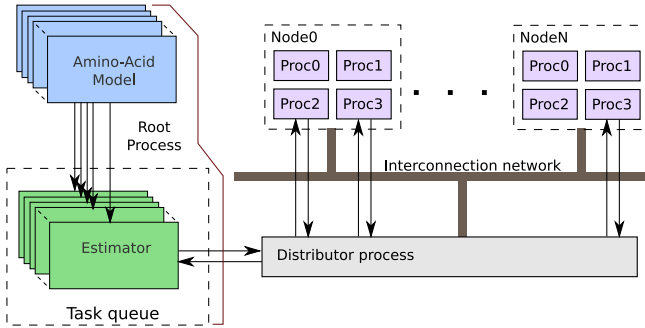 Amino-Acid
Model
Root
Process
Estimator
Task queue
Node0
Proc0 Proc1
Proc2 Proc3
. . .
NodeN
Proc0 Proc1
Proc2 Proc3
Interconnection network
Distributor process